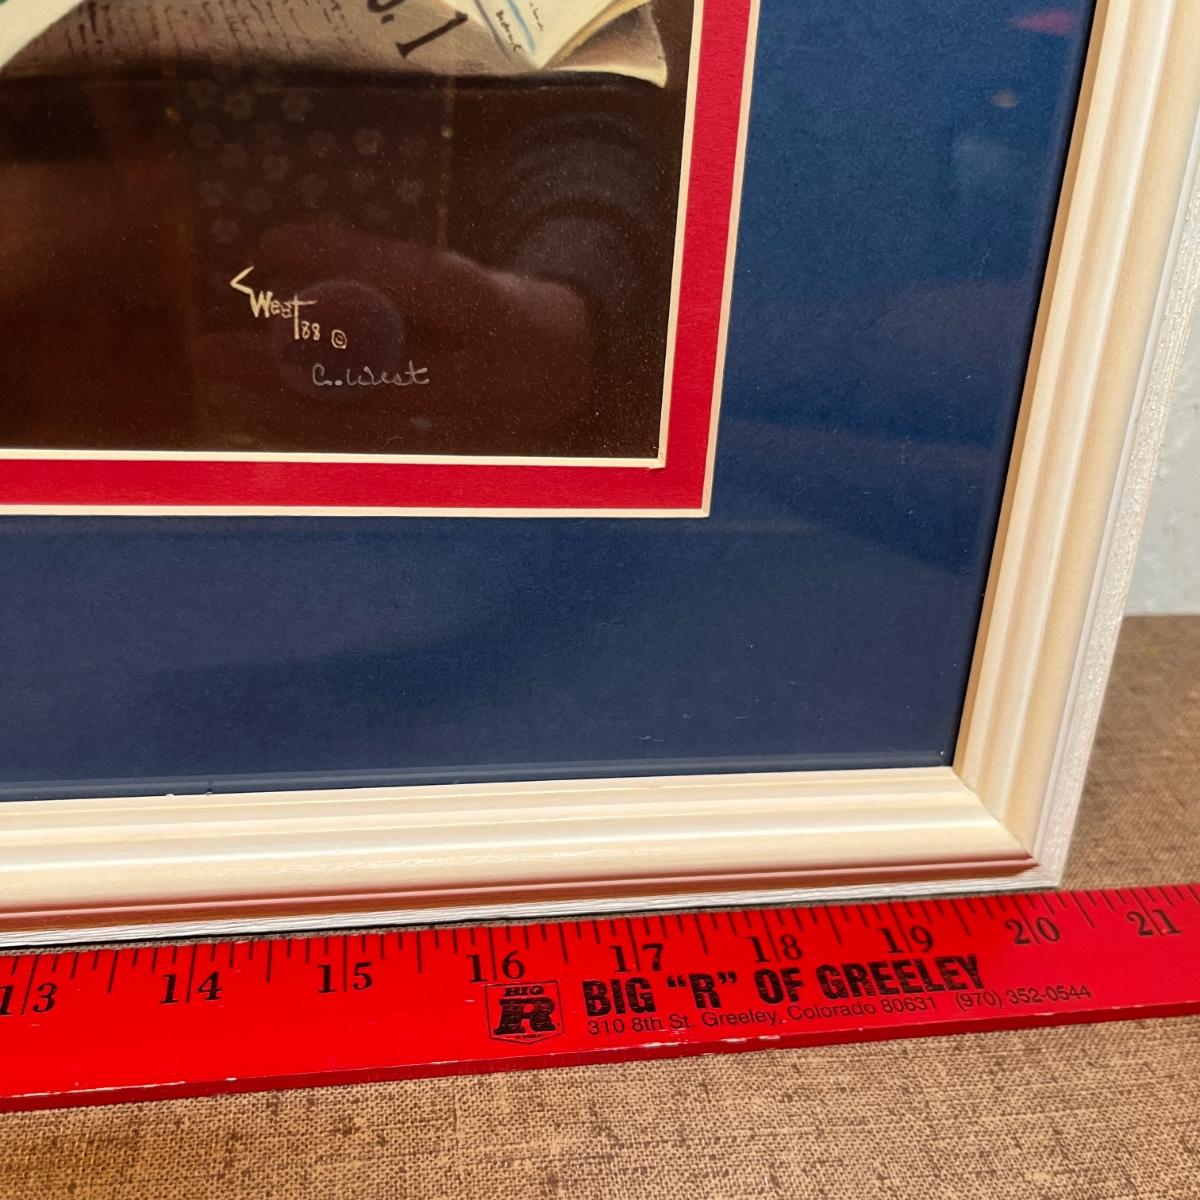 O. 1
West 88 ©
C. West
13 14 15 16 17 18 19 20 21
BIG R
BIG "R" OF GREELEY
310 8th St. Greeley, Colorado 80631 (970) 352-0544